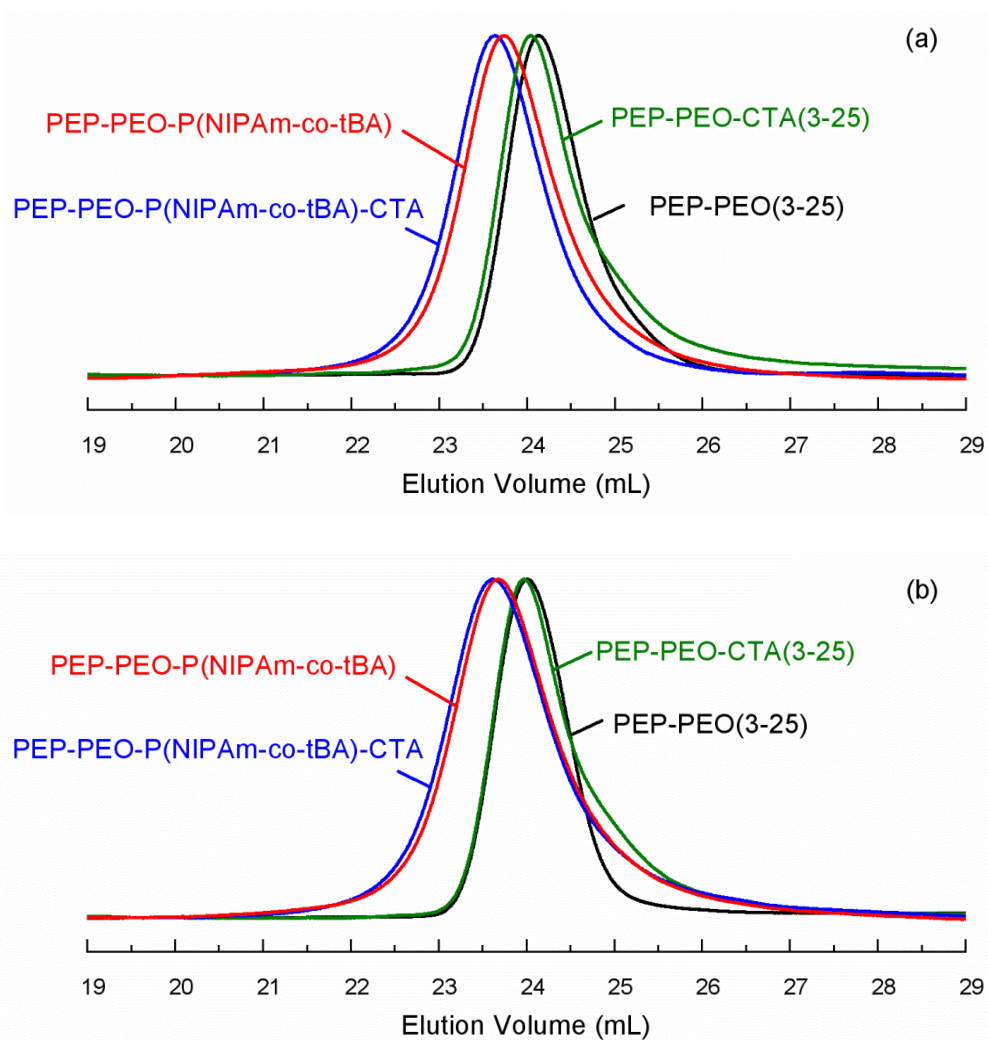 (a)
PEP-PEO-P(NIPAm-co-tBA)
PEP-PEO-CTA(3-25)
PEP-PEO-P(NIPAm-co-tBA)-CTA
PEP-PEO(3-25)
19 20 21 22 23 24 25 26 27 28 29
Elution Volume (mL)
(b)
PEP-PEO-P(NIPAm-co-tBA)
PEP-PEO-CTA(3-25)
PEP-PEO-P(NIPAm-co-tBA)-CTA
PEP-PEO(3-25)
19 20 21 22 23 24 25 26 27 28 29
Elution Volume (mL)